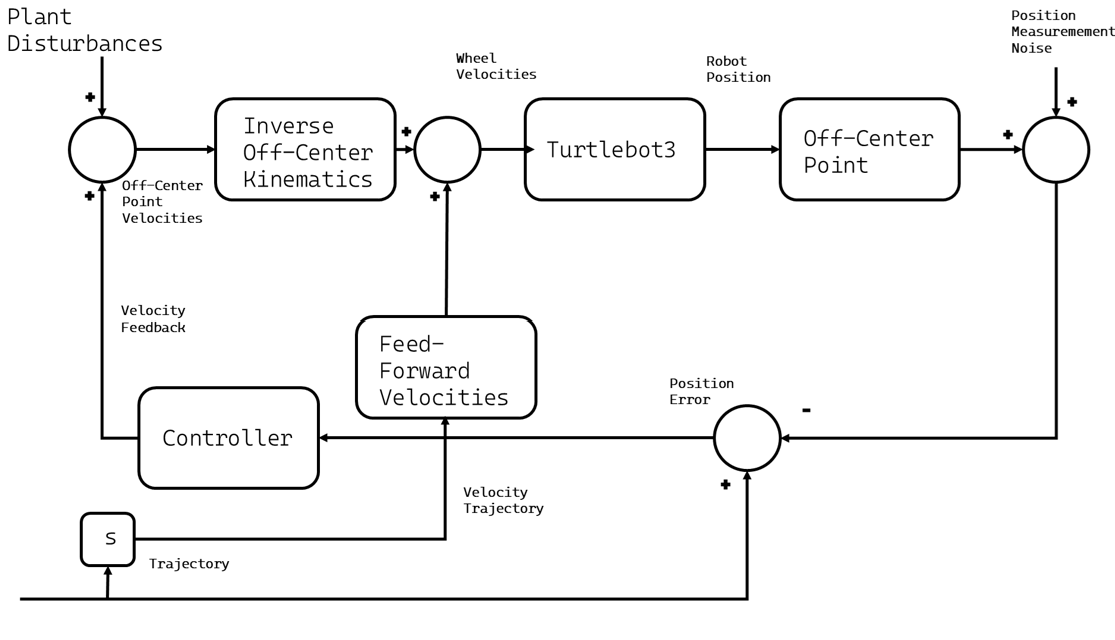 Plant
Disturbances
Position
Measuremement
Noise
Wheel
Velocities
Robot
Position
+
+
+
+
Inverse
Off-Center
Kinematics
Turtlebot3
Off-Center
Point
+
+
Off-Center
Point
Velocities
Velocity
Feedback
Feed-
Forward
Velocities
Position
Error
-
Controller
+
Velocity
Trajectory
S
Trajectory